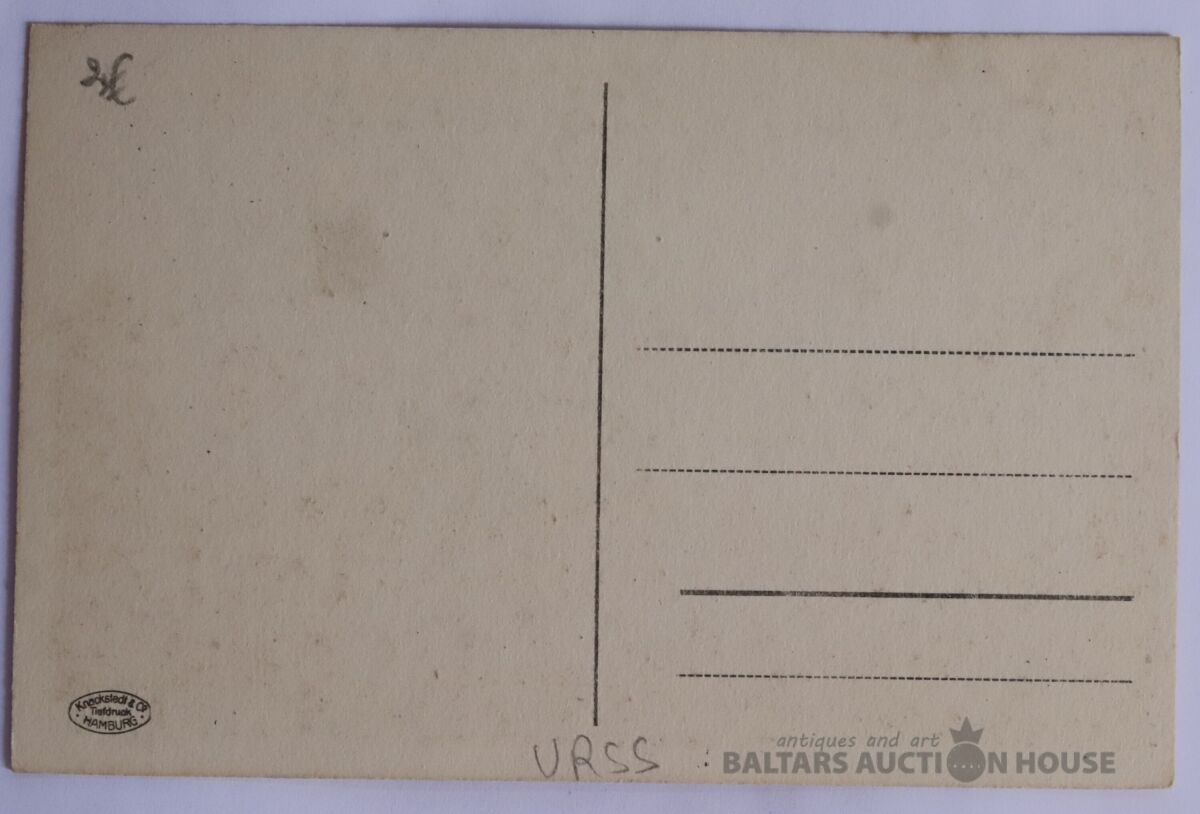 Knackstedt & Co
Tiefdruck
· HAMBURG ·
URSS
antiques and art
BALTARS AUCTION HOUSE